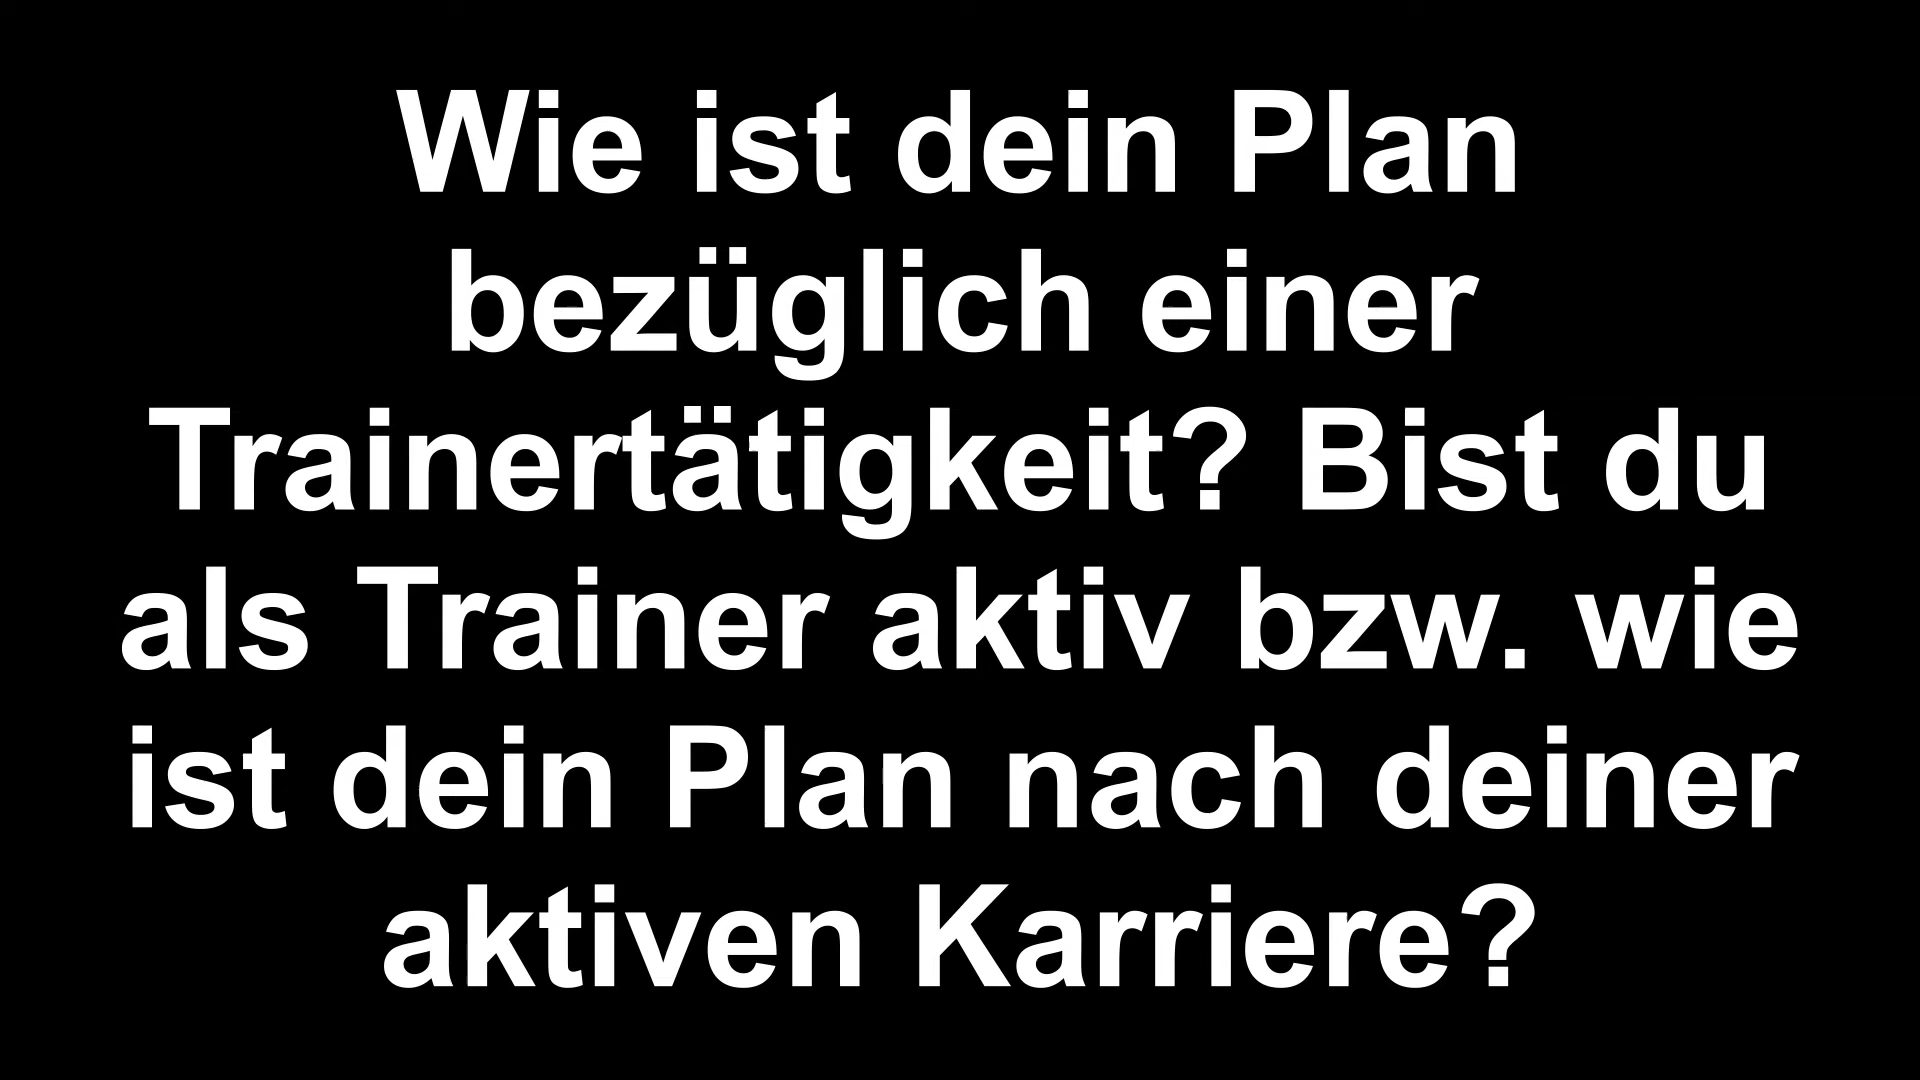 Wie ist dein Plan
bezüglich einer
Trainertätigkeit? Bist du
als Trainer aktiv bzw. wie
ist dein Plan nach deiner
aktiven Karriere?